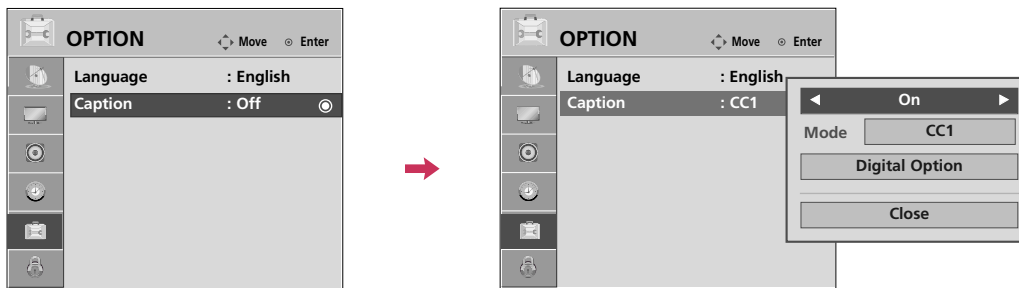 OPTION Move Enter
Language : English
Caption : Off
OPTION Move Enter
Language : English
Caption : CC1
On
Mode CC1
Digital Option
Close